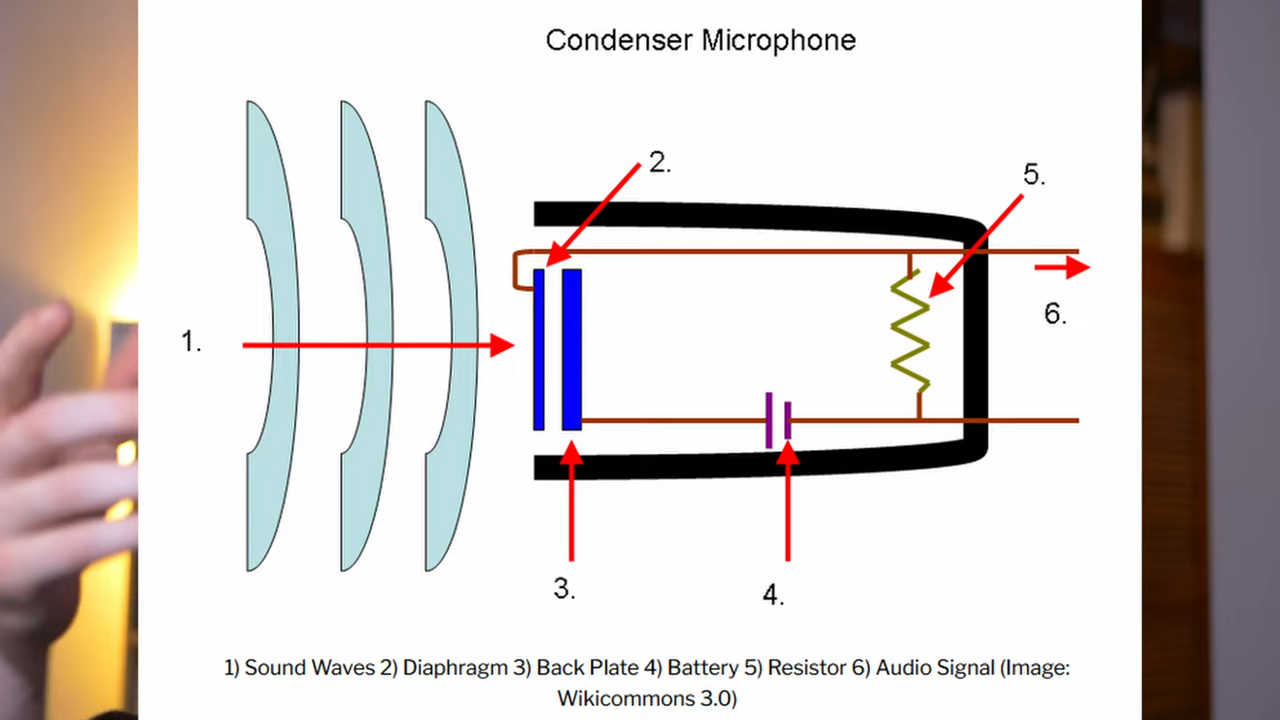 Condenser Microphone
2.
5.
1.
6.
3.
4.
1) Sound Waves 2) Diaphragm 3) Back Plate 4) Battery 5) Resistor 6) Audio Signal (Image:
Wikicommons 3.0)